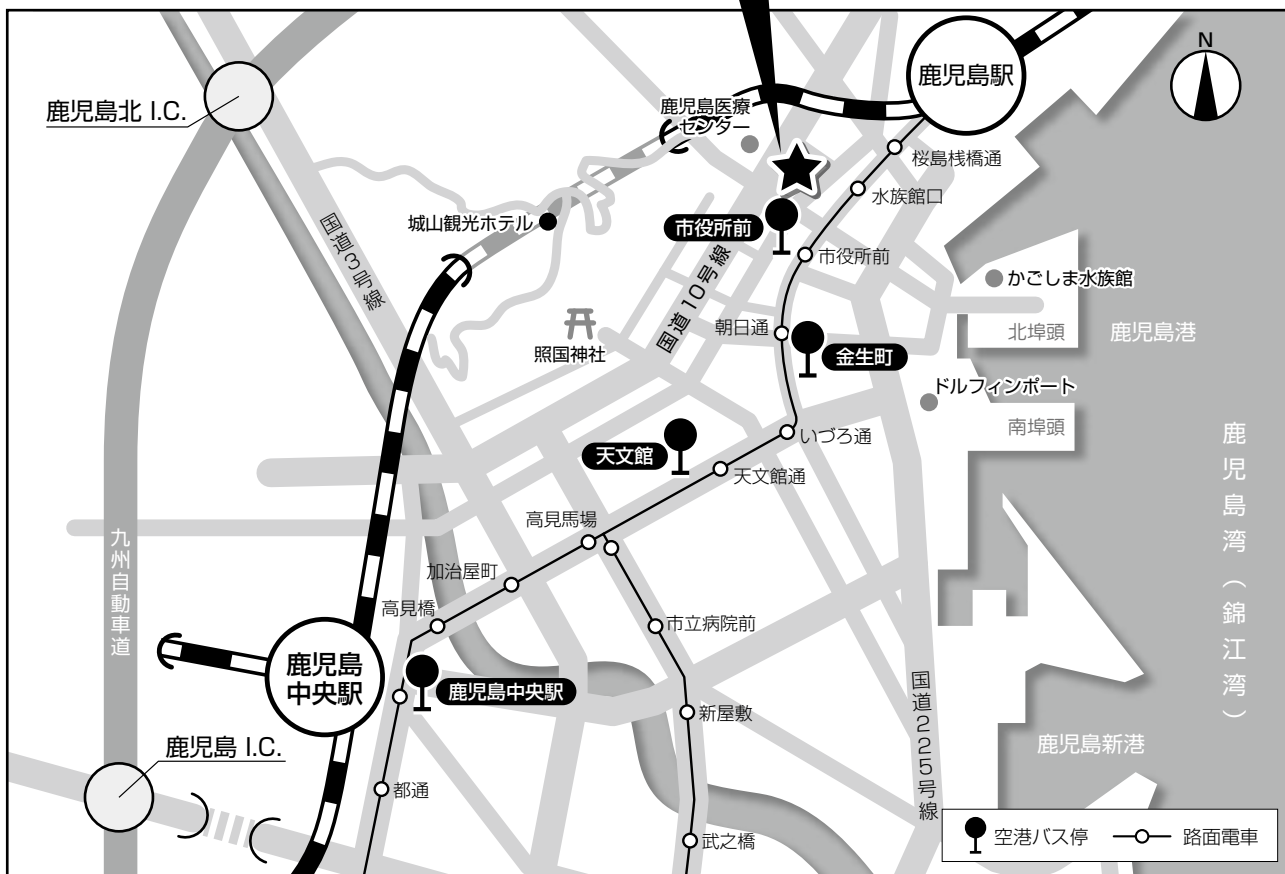 N
鹿児島駅
鹿児島北 I.C.
鹿児島医療
センター
桜島桟橋通
水族館口
城山観光ホテル
国道3号線
市役所前
市役所前
国道10号線
かごしま水族館
朝日通
北埠頭
鹿児島港
照国神社
金生町
ドルフィンポート
南埠頭
いづろ通
天文館
天文館通
鹿児島湾（錦江湾）
高見馬場
九州自動車道
加治屋町
高見橋
市立病院前
鹿児島
中央駅
鹿児島中央駅
新屋敷
国道225号線
鹿児島新港
鹿児島 I.C.
都通
武之橋
空港バス停
路面電車